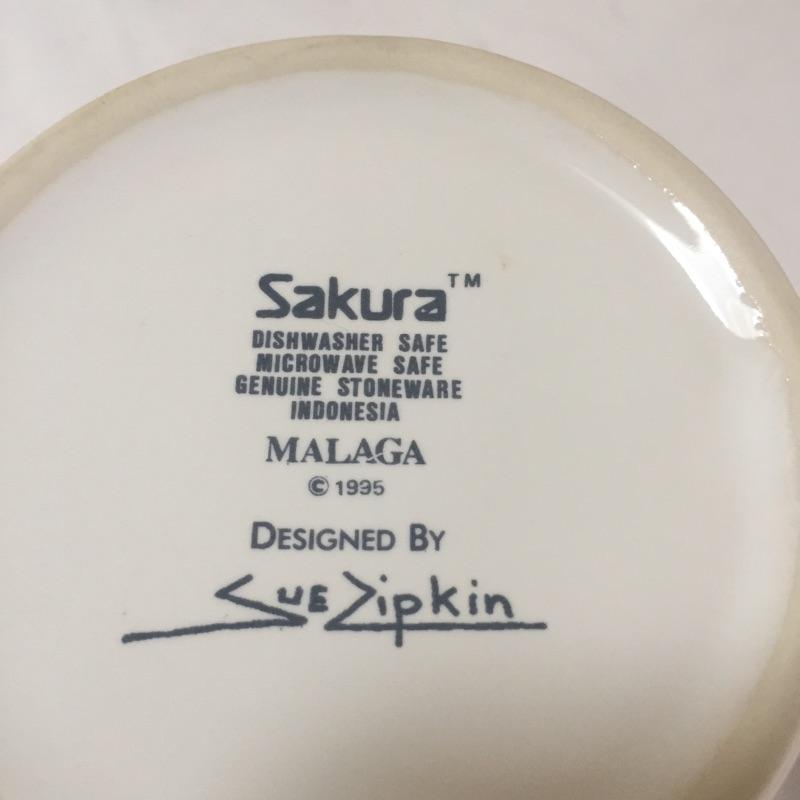 Sakura™
DISHWASHER SAFE
MICROWAVE SAFE
GENUINE STONEWARE
INDONESIA
MALAGA
© 1995
DESIGNED BY
SUE Zipkin